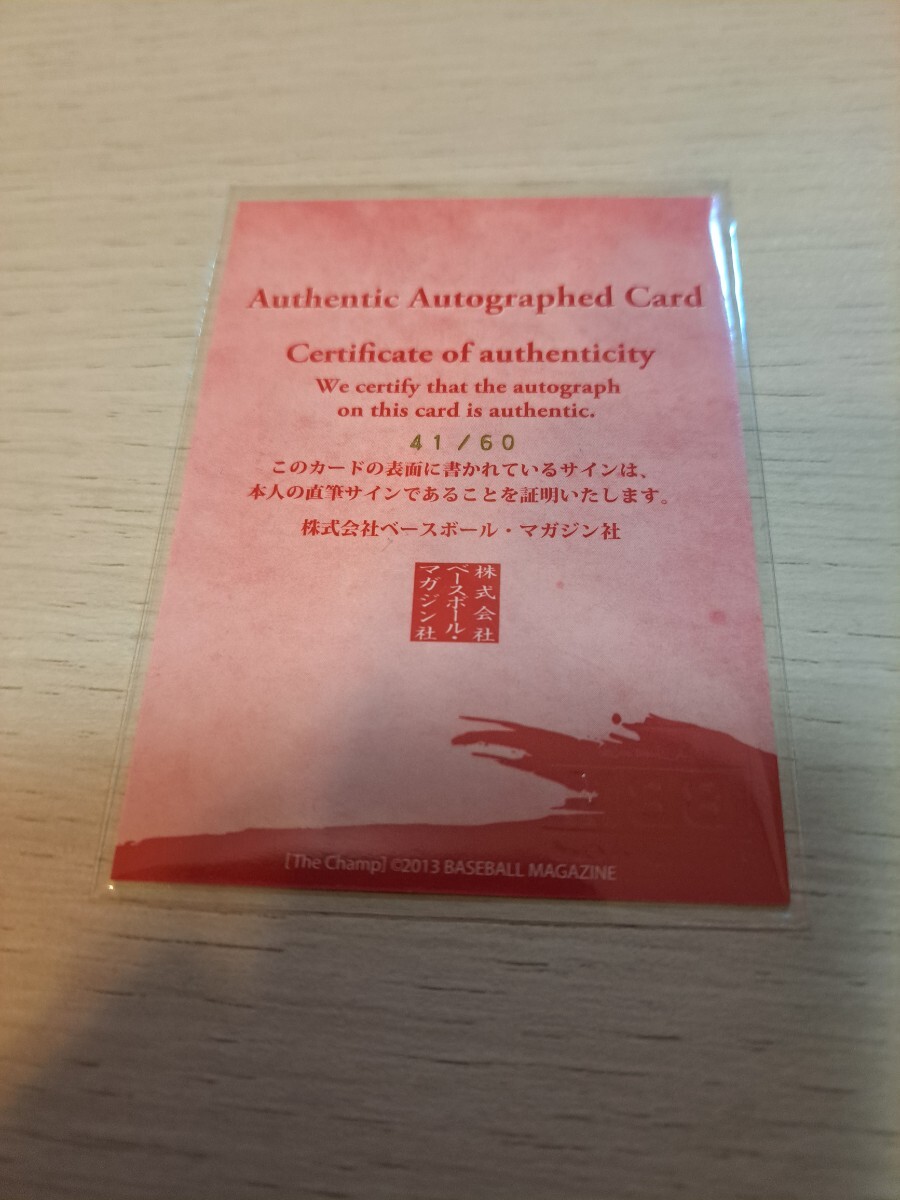 Authentic Autographed Card
Certificate of authenticity
We certify that the autograph
on this card is authentic.
41/60
このカードの表面に書かれているサインは、
本人の直筆サインであることを証明いたします。
株式会社ベースボール・マガジン社
株式会社
ベースボール・
マガジン社
[The Champ] ©2013 BASEBALL MAGAZINE